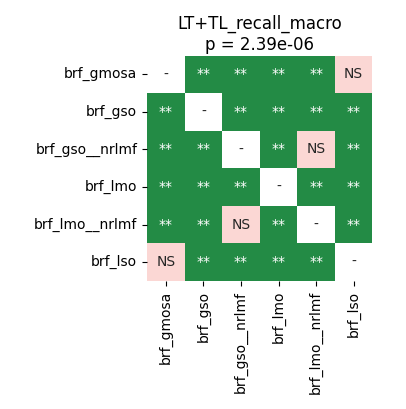 LT+TL_recall_macro
p = 2.39e-06
brf_gmosa - ** ** ** ** NS
brf_gso ** - ** ** ** **
brf_gso__nrlmf ** ** - ** NS **
brf_lmo ** ** ** - ** **
brf_lmo__nrlmf ** ** NS ** - **
brf_lso NS ** ** ** ** -
brf_gmosa
brf_gso
brf_gso__nrlmf
brf_lmo
brf_lmo__nrlmf
brf_lso